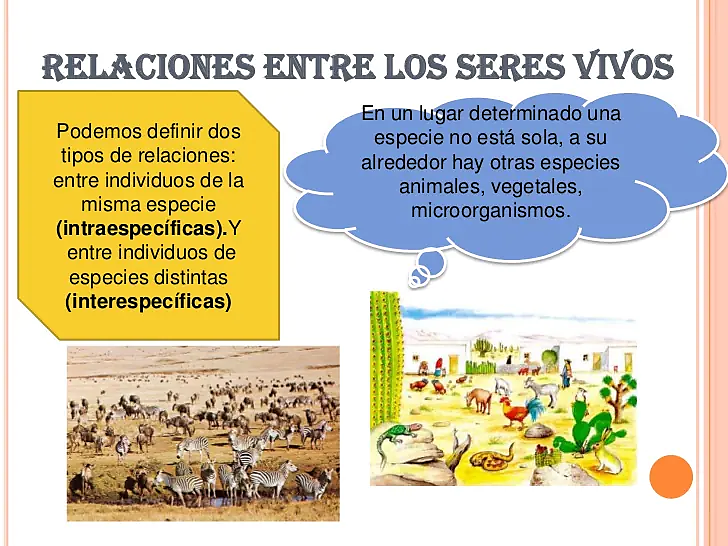 RELACIONES ENTRE LOS SERES VIVOS
Podemos definir dos
tipos de relaciones:
entre individuos de la
misma especie
(intraespecíficas).Y
entre individuos de
especies distintas
(interespecíficas)
En un lugar determinado una
especie no está sola, a su
alrededor hay otras especies
animales, vegetales,
microorganismos.